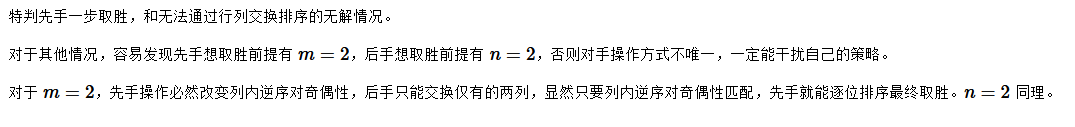 特判先手一步取胜，和无法通过行列交换排序的无解情况。
对于其他情况，容易发现先手想取胜前提有 m = 2，后手想取胜前提有 n = 2，否则对手操作方式不唯一，一定能干扰自己的策略。
对于 m = 2，先手操作必然改变列内逆序对奇偶性，后手只能交换仅有的两列，显然只要列内逆序对奇偶性匹配，先手就能逐位排序最终取胜。n = 2 同理。